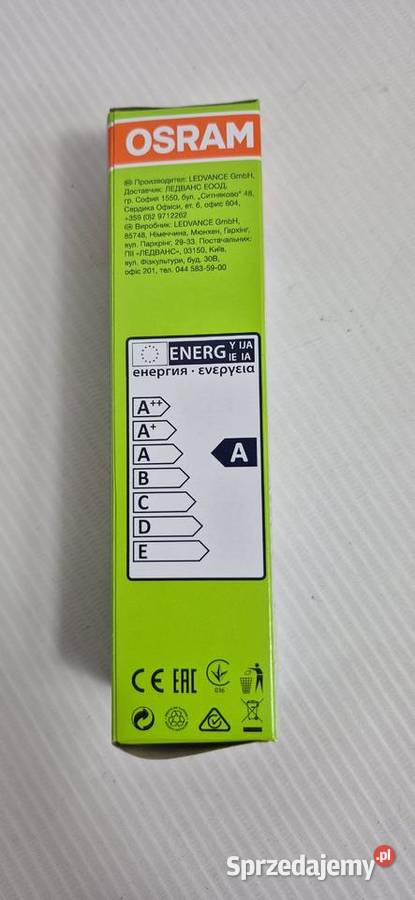 OSRAM
BG Производител: LEDVANCE GmbH,
Доставчик: ЛЕДВАНС ЕООД,
гр. София 1550, бул. „Ситняково" 48,
Сердика Офиси, ет. 6, офис 604,
+359 (0)2 9712262
UA Виробник: LEDVANCE GmbH,
85748, Німеччина, Мюнхен, Гархінг,
вул. Паркрінг, 29-33. Постачальник:
ПІІ «ЛЕДВАНС», 03150, Київ,
вул. Фізкультури, буд. 30В,
офіс 201, тел. 044 583-59-00
ENERG Y IJA
IE IA
енергия · ενεργεια
A++
A+
A A
B
C
D
E
CE EAC
036
Sprzedajemy.pl